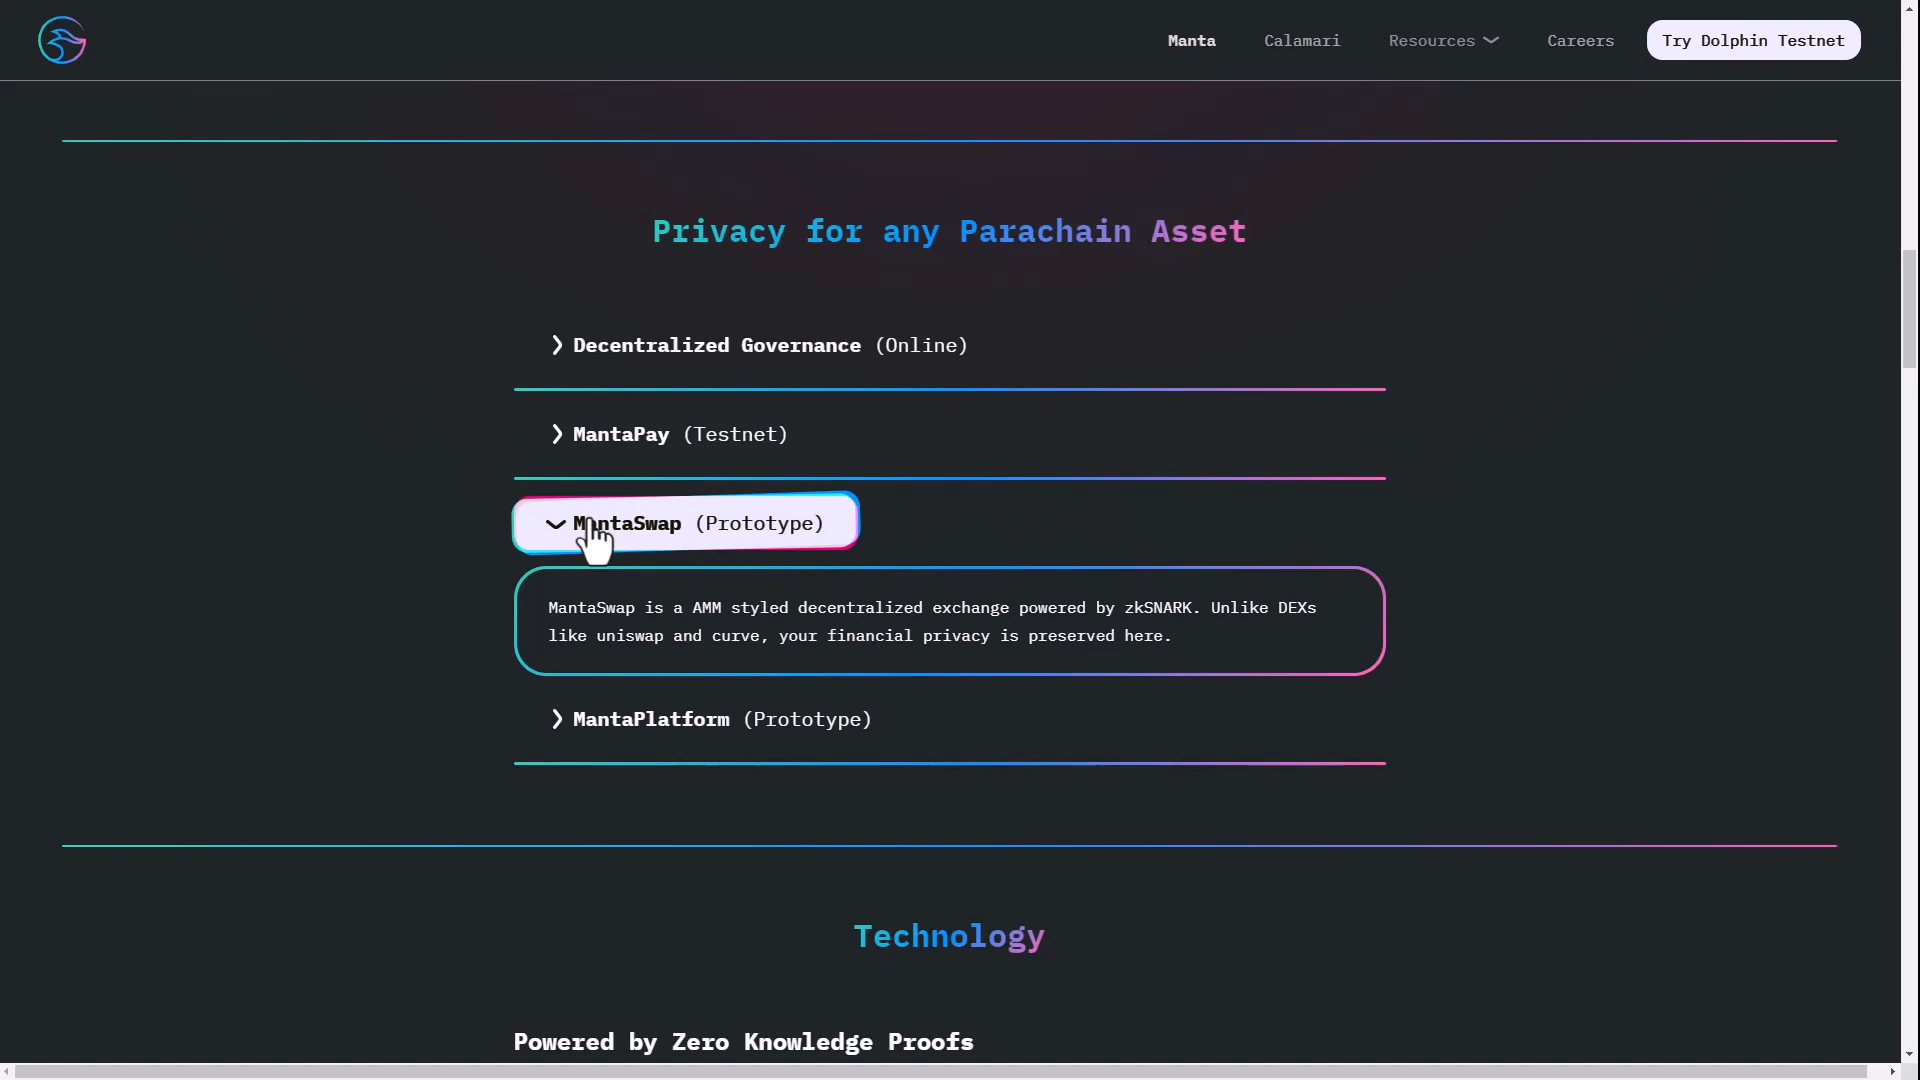 Manta
Calamari
Resources
Careers
Try Dolphin Testnet
Privacy for any Parachain Asset
Decentralized Governance (Online)
MantaPay (Testnet)
MantaSwap (Prototype)
MantaSwap is a AMM styled decentralized exchange powered by zkSNARK. Unlike DEXs
like uniswap and curve, your financial privacy is preserved here.
MantaPlatform (Prototype)
Technology
Powered by Zero Knowledge Proofs